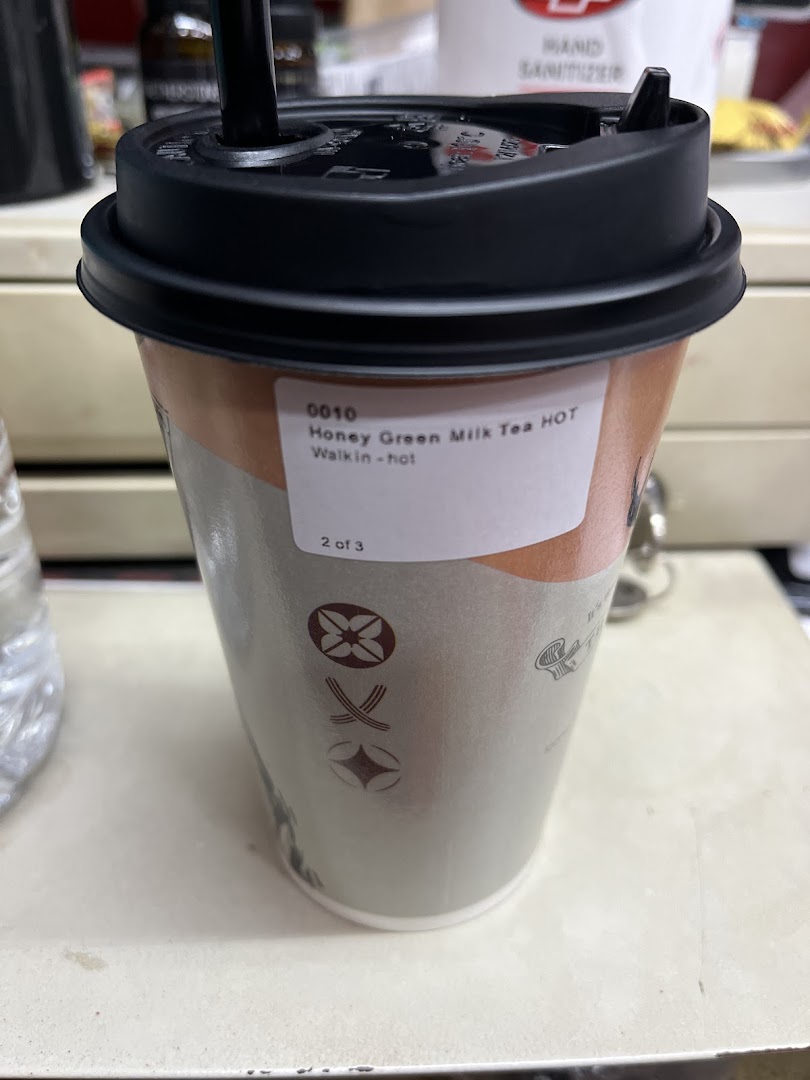 HAND
SANITIZER
0010
Honey Green Milk Tea HOT
Walkin - hot
2 of 3